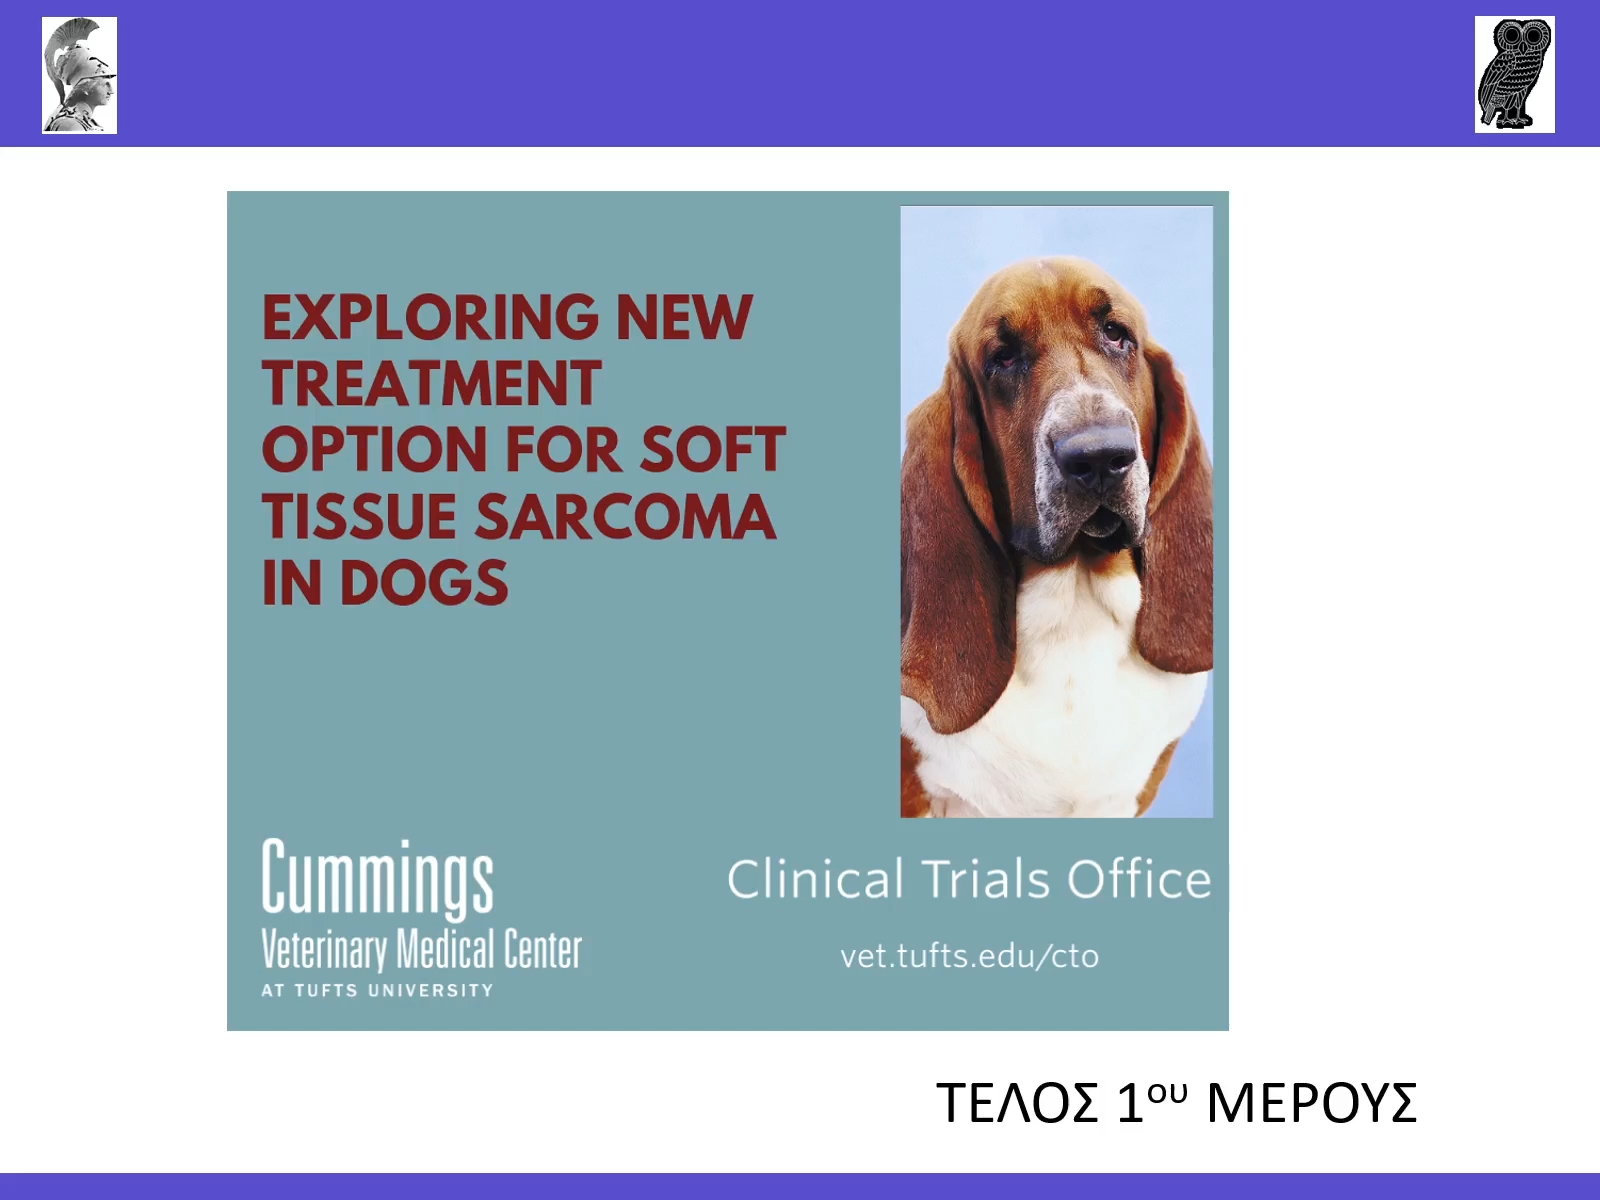 EXPLORING NEW
TREATMENT
OPTION FOR SOFT
TISSUE SARCOMA
IN DOGS
Cummings
Veterinary Medical Center
AT TUFTS UNIVERSITY
Clinical Trials Office
vet.tufts.edu/cto
ΤΕΛΟΣ 1ου ΜΕΡΟΥΣ